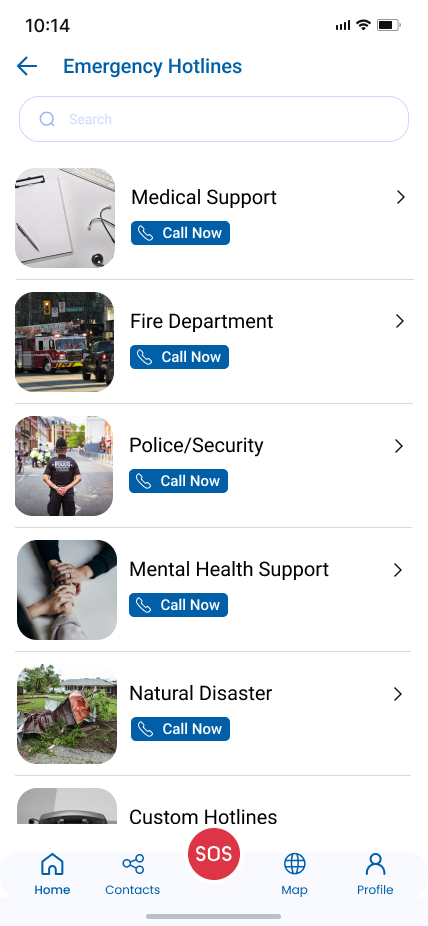 10:14
Emergency Hotlines
Search
Medical Support
Call Now
Fire Department
Call Now
Police/Security
Call Now
POLICE
Mental Health Support
Call Now
Natural Disaster
Call Now
Custom Hotlines
SOS
Home
Contacts
Map
Profile